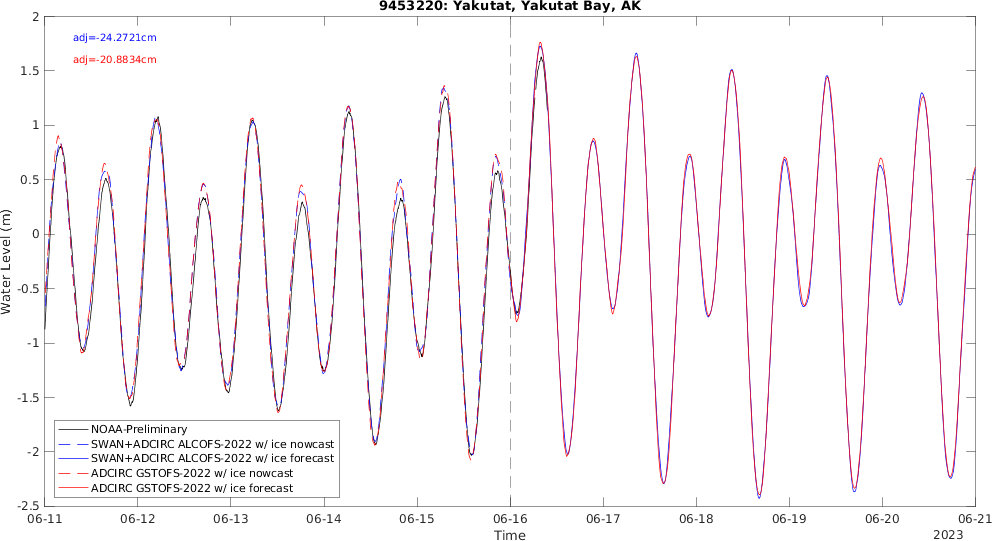 9453220: Yakutat, Yakutat Bay, AK
adj=-24.2721cm
adj=-20.8834cm
Water Level (m)
2
1.5
1
0.5
0
-0.5
-1
-1.5
-2
-2.5
NOAA-Preliminary
SWAN+ADCIRC ALCOFS-2022 w/ ice nowcast
SWAN+ADCIRC ALCOFS-2022 w/ ice forecast
ADCIRC GSTOFS-2022 w/ ice nowcast
ADCIRC GSTOFS-2022 w/ ice forecast
06-11 06-12 06-13 06-14 06-15 06-16 06-17 06-18 06-19 06-20 06-21
Time
2023